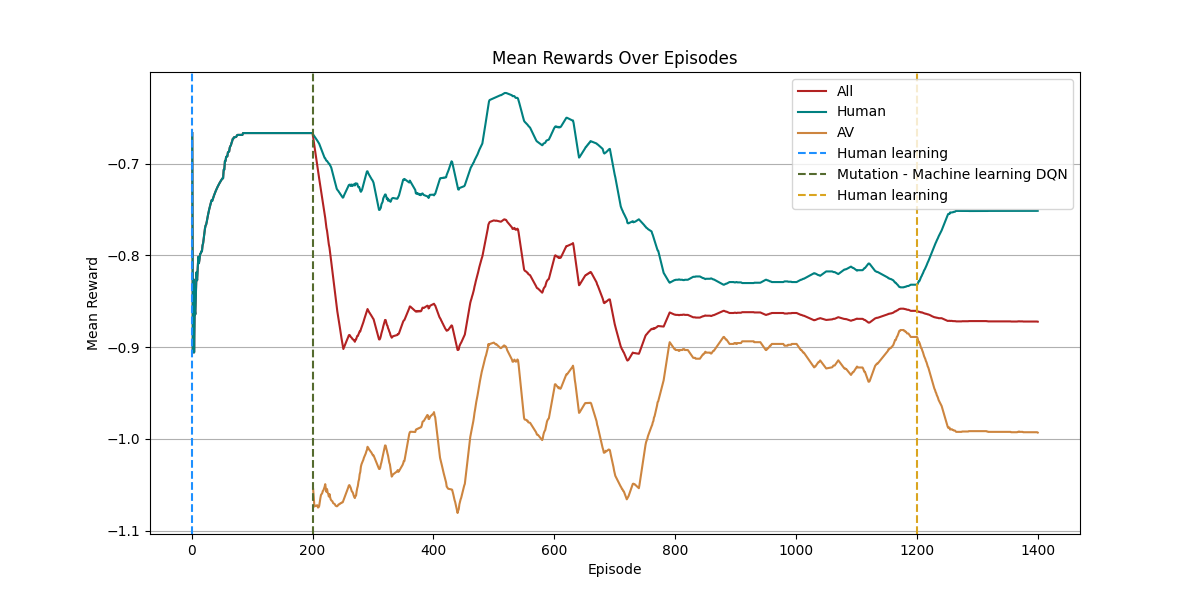 Mean Rewards Over Episodes
All
Human
AV
Human learning
Mutation - Machine learning DQN
Human learning
Mean Reward
−0.7
−0.8
−0.9
−1.0
−1.1
0 200 400 600 800 1000 1200 1400
Episode